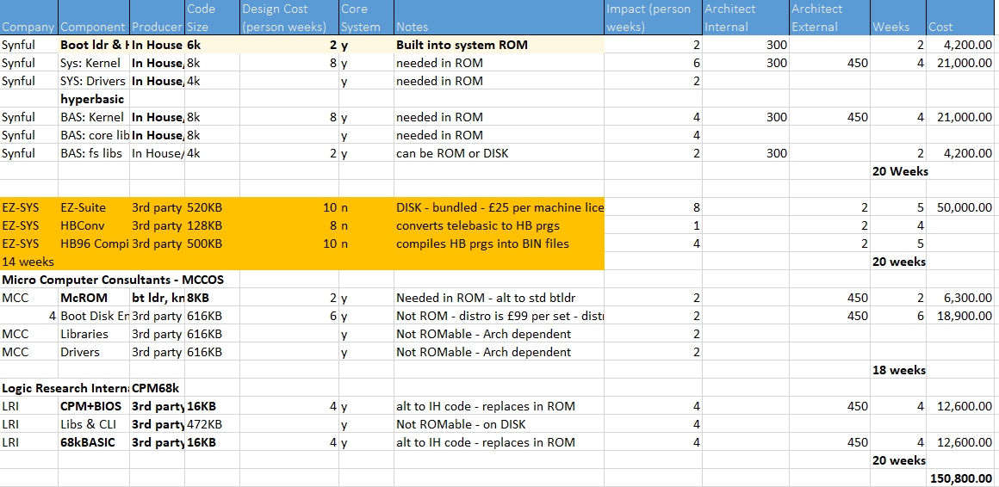 Company Component Producer Code Size Design Cost (person weeks) Core System Notes Impact (person weeks) Architect Internal Architect External Weeks Cost
Synful Boot ldr & In House 6k 2 y Built into system ROM 2 300 2 4,200.00
Synful Sys: Kernel In House, 8k 8 y needed in ROM 6 300 450 4 21,000.00
Synful SYS: Drivers In House, 4k y needed in ROM 2
hyperbasic
Synful BAS: Kernel In House, 8k 8 y needed in ROM 4 300 450 4 21,000.00
Synful BAS: core lib In House, 8k y needed in ROM 4
Synful BAS: fs libs In House/ 4k 2 y can be ROM or DISK 2 300 2 4,200.00
20 Weeks
EZ-SYS EZ-Suite 3rd party 520KB 10 n DISK - bundled - £25 per machine lice 8 2 5 50,000.00
EZ-SYS HBConv 3rd party 128KB 8 n converts telebasic to HB prgs 1 2 4
EZ-SYS HB96 Compi 3rd party 500KB 10 n compiles HB prgs into BIN files 4 2 5
14 weeks 20 weeks
Micro Computer Consultants - MCCOS
MCC McROM bt ldr, kn 8KB 2 y Needed in ROM - alt to std btldr 2 450 2 6,300.00
4 Boot Disk En 3rd party 616KB 6 y Not ROM - distro is £99 per set - distr 2 450 6 18,900.00
MCC Libraries 3rd party 616KB y Not ROMable - Arch dependent 2
MCC Drivers 3rd party 616KB y Not ROMable - Arch dependent 2
18 weeks
Logic Research Intern CPM68k
LRI CPM+BIOS 3rd party 16KB 4 y alt to IH code - replaces in ROM 4 450 4 12,600.00
LRI Libs & CLI 3rd party 472KB y Not ROMable - on DISK 4
LRI 68kBASIC 3rd party 16KB 4 y alt to IH code - replaces in ROM 4 450 4 12,600.00
20 weeks
150,800.00